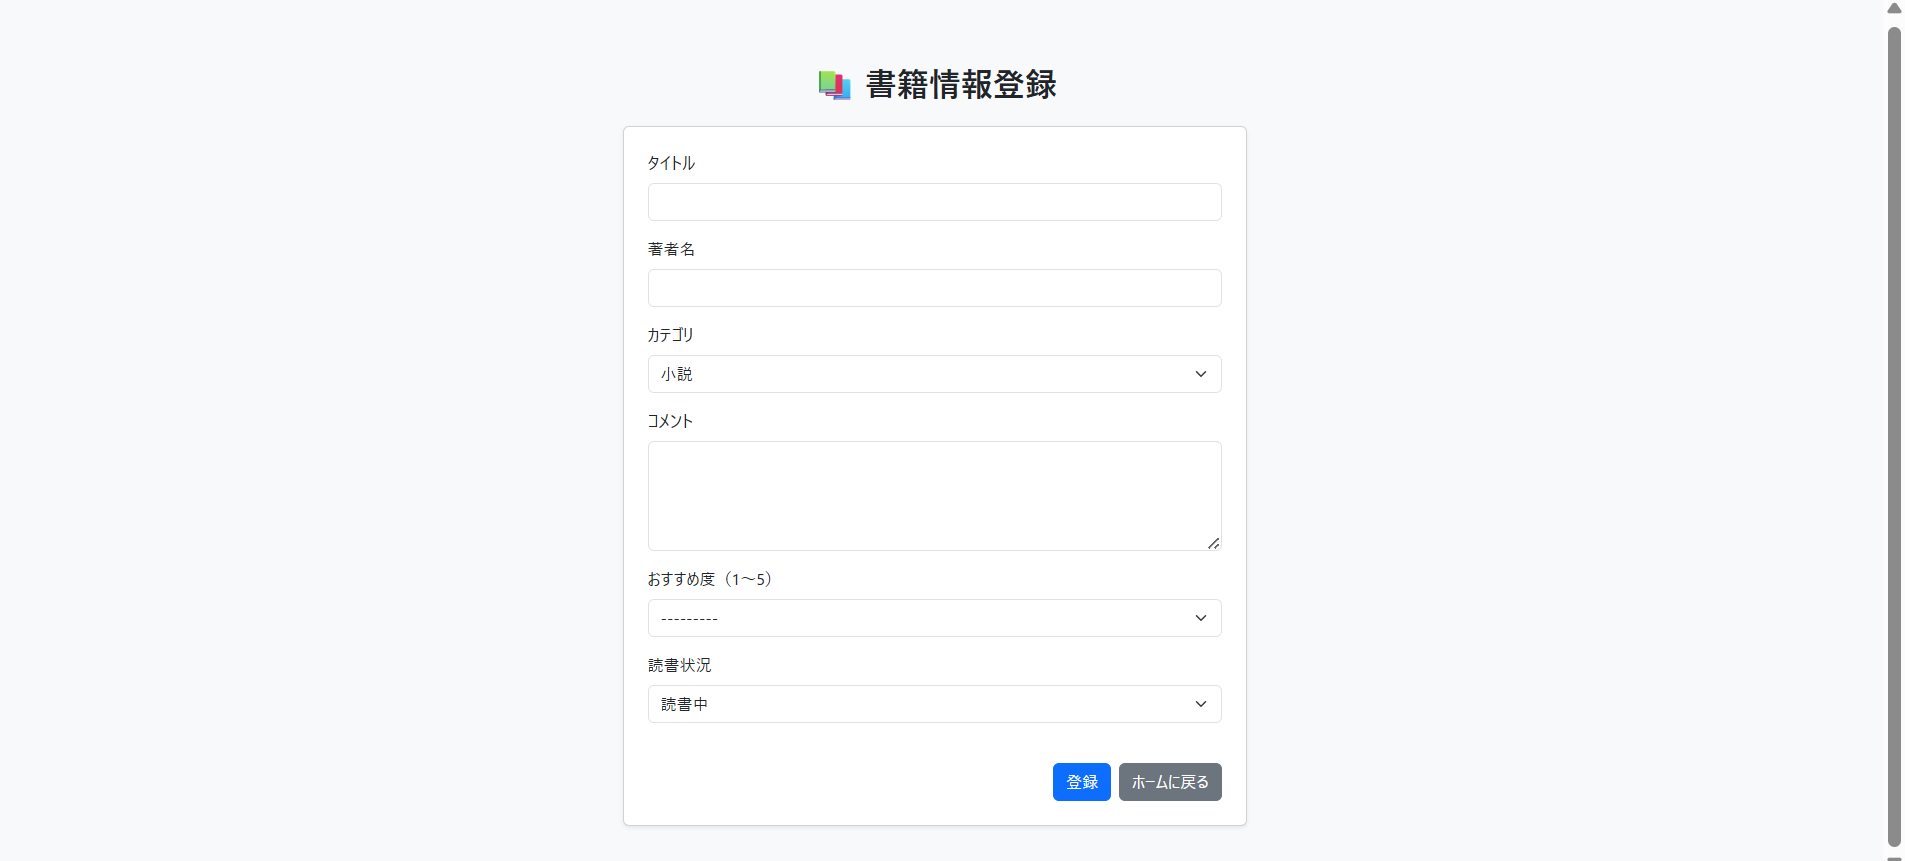 書籍情報登録
タイトル
著者名
カテゴリ
小説
コメント
おすすめ度（1～5）
---------
読書状況
読書中
登録 ホームに戻る